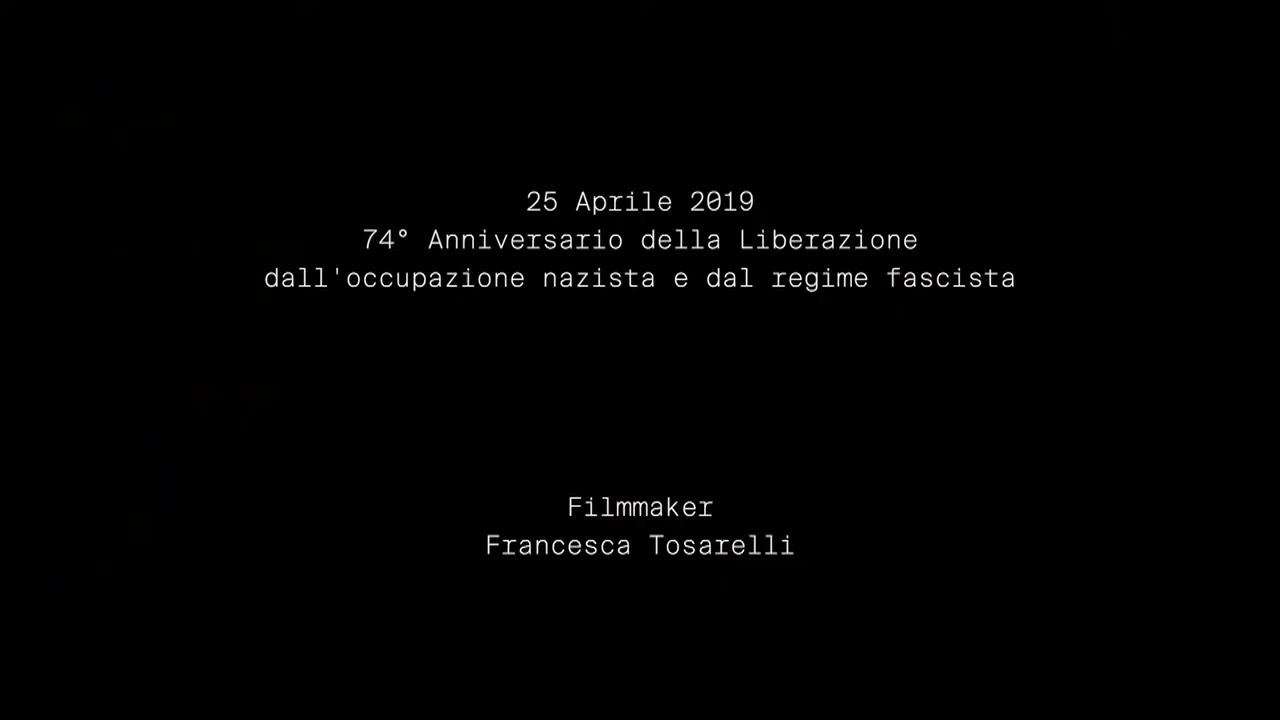 25 Aprile 2019
74° Anniversario della Liberazione
dall'occupazione nazista e dal regime fascista
Filmmaker
Francesca Tosarelli